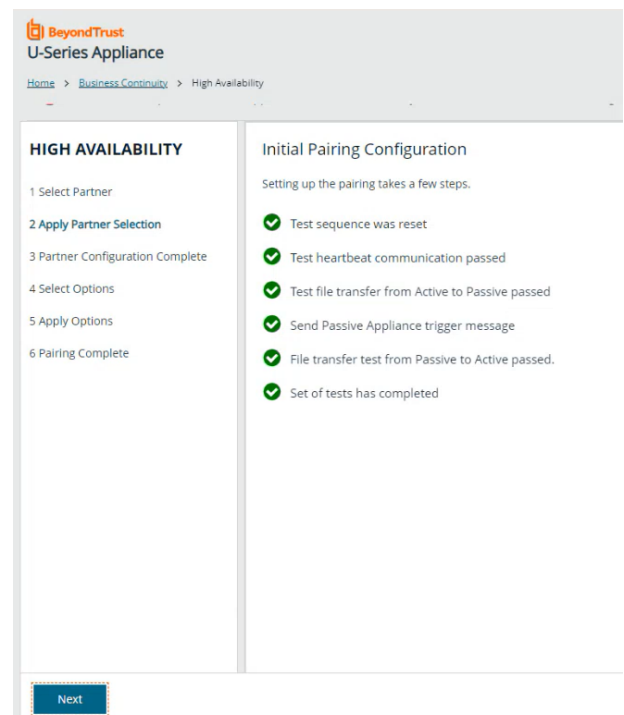 BeyondTrust
U-Series Appliance
Home > Business Continuity > High Availability
HIGH AVAILABILITY
1 Select Partner
2 Apply Partner Selection
3 Partner Configuration Complete
4 Select Options
5 Apply Options
6 Pairing Complete
Initial Pairing Configuration
Setting up the pairing takes a few steps.
Test sequence was reset
Test heartbeat communication passed
Test file transfer from Active to Passive passed
Send Passive Appliance trigger message
File transfer test from Passive to Active passed.
Set of tests has completed
Next